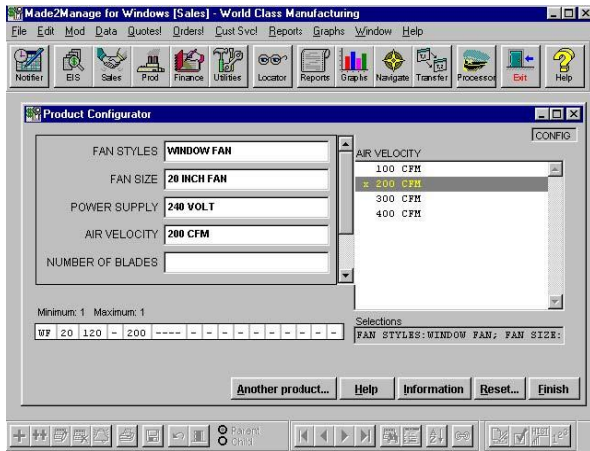 Made2Manage for Windows [Sales] - World Class Manufacturing
File Edit Mod Data Quotes! Orders! Cust Svc! Reports Graphs Window Help
Notifier EIS Sales Prod Finance Utilities Locator Reports Graphs Navigate Transfer Processor Exit Help
Product Configurator
CONFIG
FAN STYLES WINDOW FAN
FAN SIZE 20 INCH FAN
POWER SUPPLY 240 VOLT
AIR VELOCITY 200 CFM
NUMBER OF BLADES
AIR VELOCITY
100 CFM
x 200 CFM
300 CFM
400 CFM
Minimum: 1 Maximum: 1
WF 20 120 - 200 ---- - - - - - - - - - -
Selections
FAN STYLES:WINDOW FAN; FAN SIZE:
Another product... Help Information Reset... Finish
Parent
Child